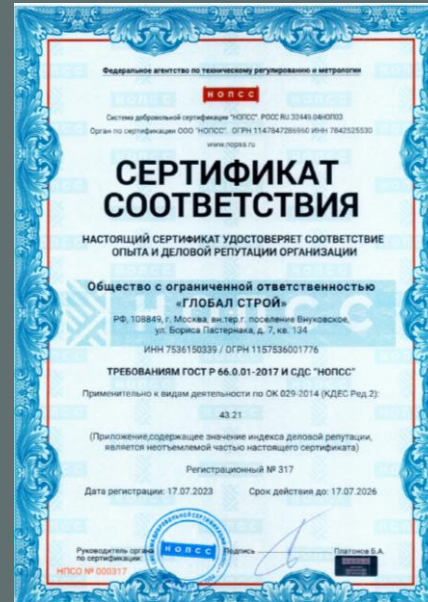 Федеральное агентство по техническому регулированию и метрологии
НОПСС
Система добровольной сертификации "НОПСС". РОСС RU.32449.04НОП03
Орган по сертификации ООО "НОПСС". ОГРН 1147847286960 ИНН 7842525530
www.nopss.ru
СЕРТИФИКАТ
СООТВЕТСТВИЯ
НАСТОЯЩИЙ СЕРТИФИКАТ УДОСТОВЕРЯЕТ СООТВЕТСТВИЕ
ОПЫТА И ДЕЛОВОЙ РЕПУТАЦИИ ОРГАНИЗАЦИИ
Общество с ограниченной ответственностью
«ГЛОБАЛ СТРОЙ»
РФ, 108849, г. Москва, вн.тер.г. поселение Внуковское,
ул. Бориса Пастернака, д. 7, кв. 134
ИНН 7536150339 / ОГРН 1157536001776
ТРЕБОВАНИЯМ ГОСТ Р 66.0.01-2017 И СДС "НОПСС"
Применительно к видам деятельности по ОК 029-2014 (КДЕС Ред.2):
43.21
(Приложение,содержащее значение индекса деловой репутации,
является неотъемлемой частью настоящего сертификата)
Регистрационный № 317
Дата регистрации: 17.07.2023 Срок действия до: 17.07.2026
Руководитель органа
по сертификации:
Подпись
Платонов Б.А.
НОПСС
НПСО № 000317